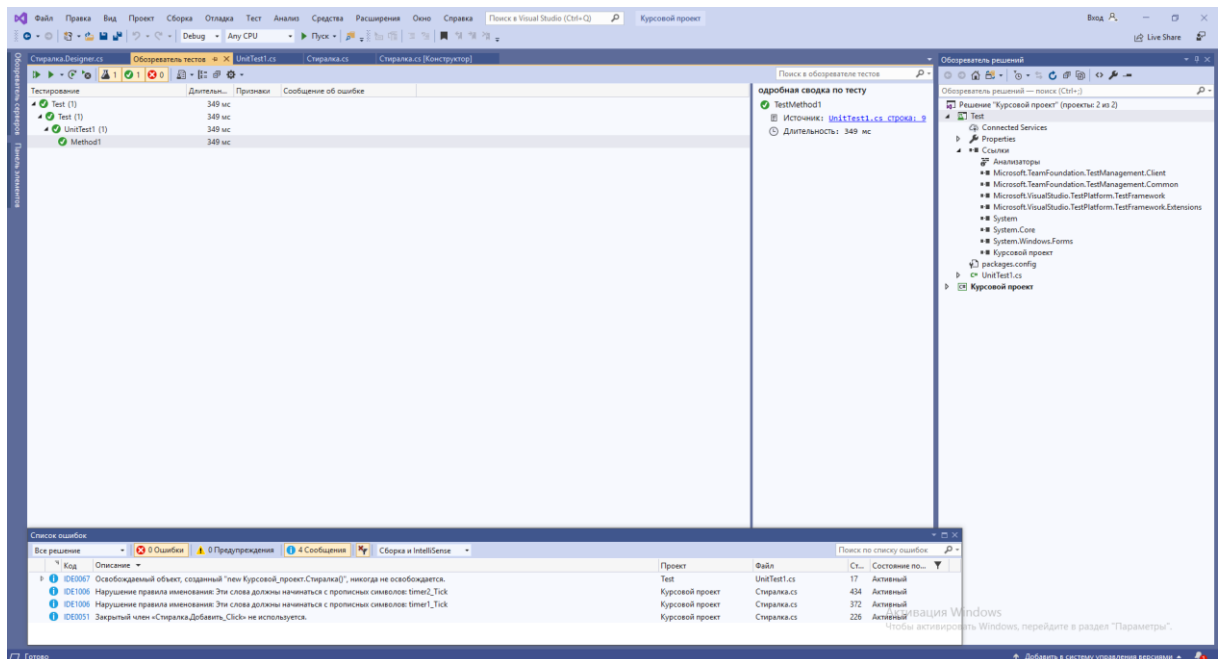 Файл Правка Вид Проект Сборка Отладка Тест Анализ Средства Расширения Окно Справка Поиск в Visual Studio (Ctrl+Q) Курсовой проект Вход
Debug Any CPU Пуск Live Share
Обозреватель серверов
Панель элементов
Стиралка.Designer.cs Обозреватель тестов UnitTest1.cs Стиралка.cs Стиралка.cs [Конструктор]
1 1 0 Поиск в обозревателе тестов
Тестирование Длительн... Признаки Сообщение об ошибке
Test (1) 349 мс
Test (1) 349 мс
UnitTest1 (1) 349 мс
Method1 349 мс
одробная сводка по тесту
TestMethod1
Источник: UnitTest1.cs строка: 9
Длительность: 349 мс
Обозреватель решений
Обозреватель решений — поиск (Ctrl+;)
Решение "Курсовой проект" (проекты: 2 из 2)
Test
Connected Services
Properties
Ссылки
Анализаторы
Microsoft.TeamFoundation.TestManagement.Client
Microsoft.TeamFoundation.TestManagement.Common
Microsoft.VisualStudio.TestPlatform.TestFramework
Microsoft.VisualStudio.TestPlatform.TestFramework.Extensions
System
System.Core
System.Windows.Forms
Курсовой проект
packages.config
UnitTest1.cs
Курсовой проект
Список ошибок
Все решение 0 Ошибки 0 Предупреждения 4 Сообщения Сборка и IntelliSense Поиск по списку ошибок
Код Описание Проект Файл Ст... Состояние по...
IDE0067 Освобождаемый объект, созданный "new Курсовой_проект.Стиралка()", никогда не освобождается. Test UnitTest1.cs 17 Активный
IDE1006 Нарушение правила именования: Эти слова должны начинаться с прописных символов: timer2_Tick Курсовой проект Стиралка.cs 434 Активный
IDE1006 Нарушение правила именования: Эти слова должны начинаться с прописных символов: timer1_Tick Курсовой проект Стиралка.cs 372 Активный
IDE0051 Закрытый член «Стиралка.Добавить_Click» не используется. Курсовой проект Стиралка.cs 226 Активный
Активация Windows
Чтобы активировать Windows, перейдите в раздел "Параметры".
Готово Добавить в систему управления версиями